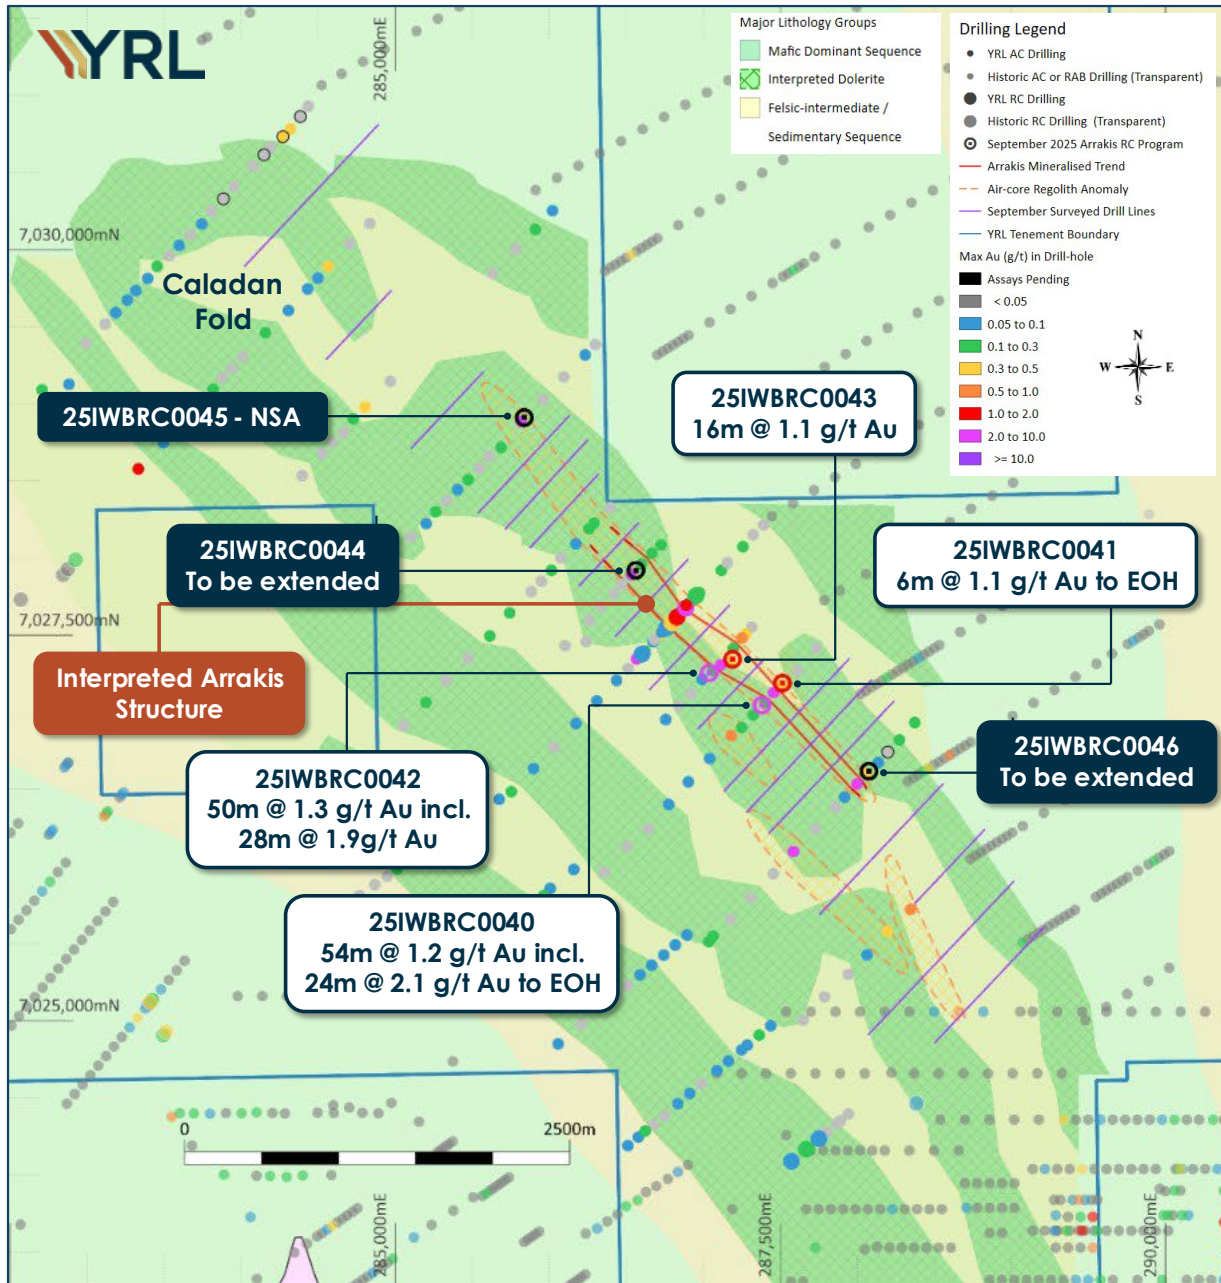 YRL
285,000mE
Major Lithology Groups
Mafic Dominant Sequence
Interpreted Dolerite
Felsic-intermediate /
Sedimentary Sequence
Drilling Legend
YRL AC Drilling
Historic AC or RAB Drilling (Transparent)
YRL RC Drilling
Historic RC Drilling (Transparent)
September 2025 Arrakis RC Program
Arrakis Mineralised Trend
Air-core Regolith Anomaly
September Surveyed Drill Lines
YRL Tenement Boundary
Max Au (g/t) in Drill-hole
Assays Pending
< 0.05
0.05 to 0.1
0.1 to 0.3
0.3 to 0.5
0.5 to 1.0
1.0 to 2.0
2.0 to 10.0
>= 10.0
N
W
E
S
7,030,000mN
Caladan
Fold
25IWBRC0045 - NSA
25IWBRC0043
16m @ 1.1 g/t Au
25IWBRC0044
To be extended
25IWBRC0041
6m @ 1.1 g/t Au to EOH
7,027,500mN
Interpreted Arrakis
Structure
25IWBRC0046
To be extended
25IWBRC0042
50m @ 1.3 g/t Au incl.
28m @ 1.9g/t Au
25IWBRC0040
54m @ 1.2 g/t Au incl.
24m @ 2.1 g/t Au to EOH
7,025,000mN
0
2500m
285,000mE
287,500mE
290,000mE